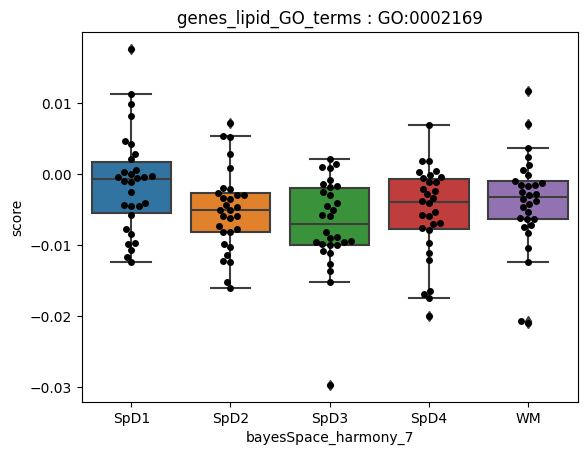 genes_lipid_GO_terms : GO:0002169
0.01
0.00
−0.01
−0.02
−0.03
score
SpD1 SpD2 SpD3 SpD4 WM
bayesSpace_harmony_7